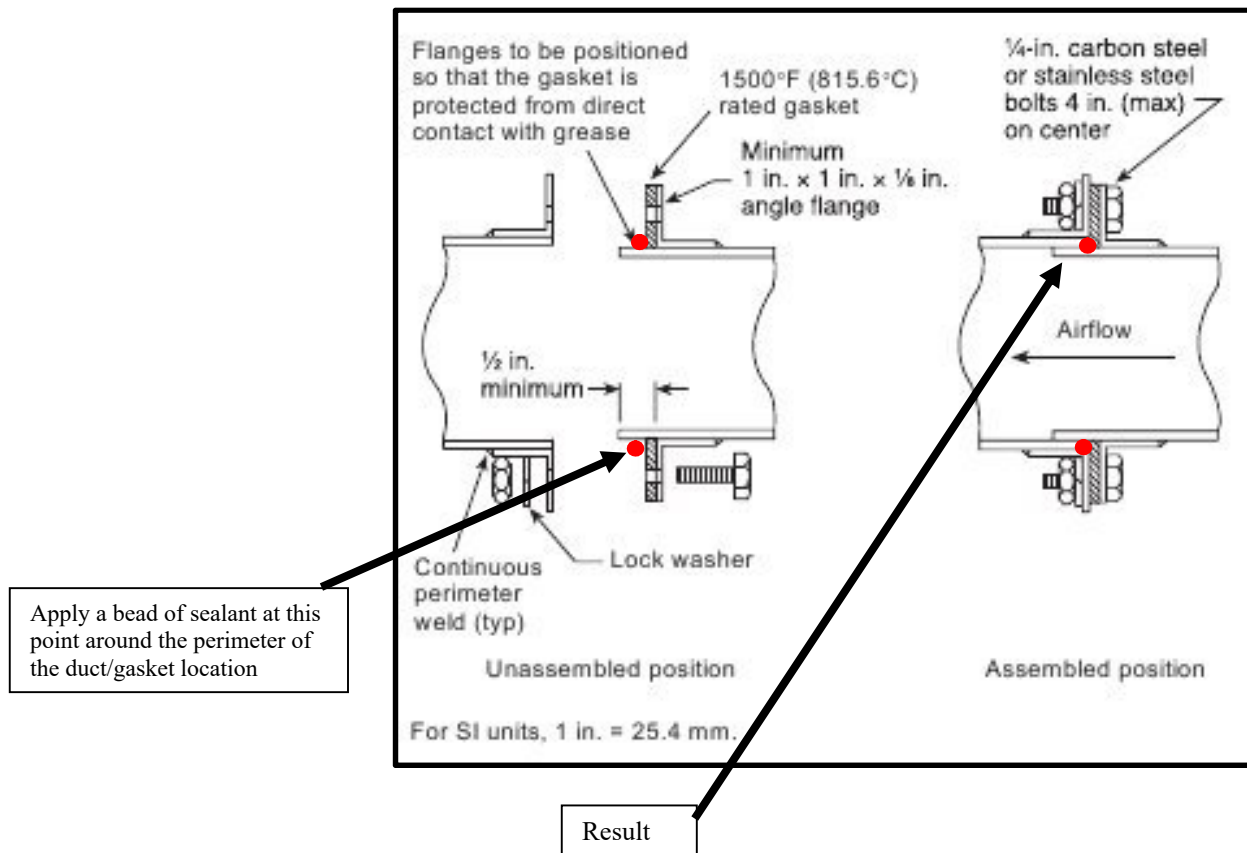 Flanges to be positioned
so that the gasket is
protected from direct
contact with grease
1500°F (815.6°C)
rated gasket
Minimum
1 in. × 1 in. × ⅛ in.
angle flange
¼-in. carbon steel
or stainless steel
bolts 4 in. (max)
on center
½ in.
minimum
Airflow
Continuous
perimeter
weld (typ)
Lock washer
Apply a bead of sealant at this
point around the perimeter of
the duct/gasket location
Unassembled position
Assembled position
For SI units, 1 in. = 25.4 mm.
Result